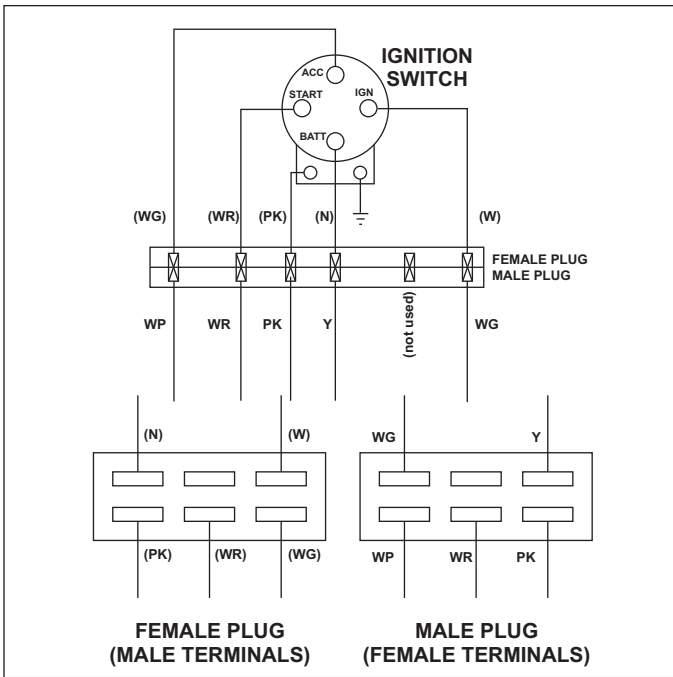 IGNITION
SWITCH
ACC
START
IGN
BATT
(WG)
(WR)
(PK)
(N)
(W)
FEMALE PLUG
MALE PLUG
WP
WR
PK
Y
(not used)
WG
(N)
(W)
WG
Y
(PK)
(WR)
(WG)
WP
WR
PK
FEMALE PLUG
(MALE TERMINALS)
MALE PLUG
(FEMALE TERMINALS)